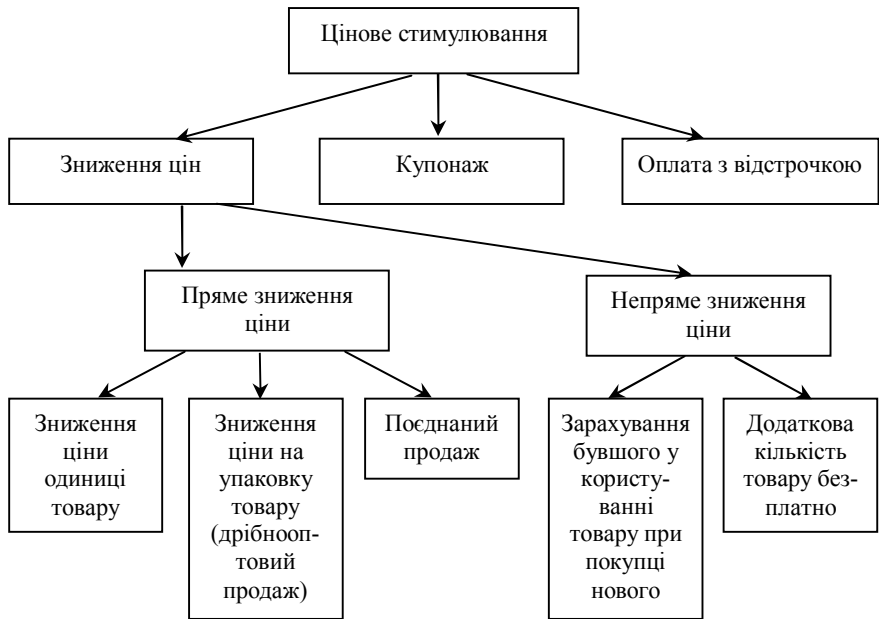 Цінове стимулювання
Зниження цін
Купонаж
Оплата з відстрочкою
Пряме зниження
ціни
Непряме зниження
ціни
Зниження
ціни
одиниці
товару
Зниження
ціни на
упаковку
товару
(дрібнооп-
товий
продаж)
Поєднаний
продаж
Зарахування
бувшого у
користу-
ванні
товару при
покупці
нового
Додаткова
кількість
товару без-
платно